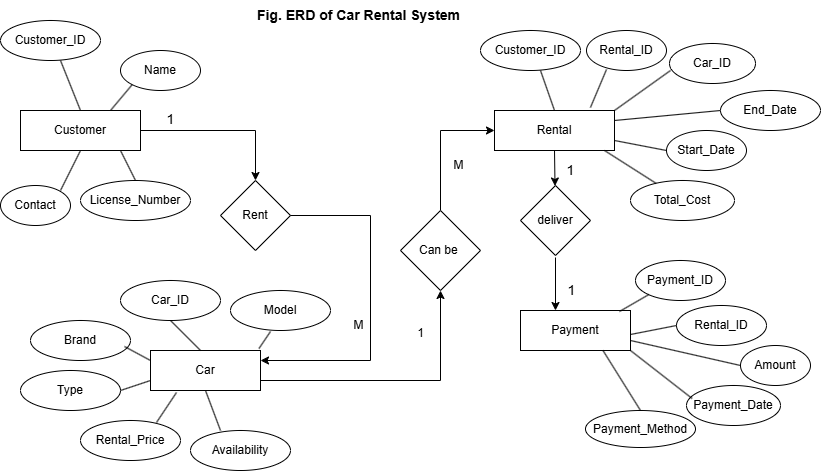 Fig. ERD of Car Rental System
Customer_ID
Name
Customer
1
Contact
License_Number
Rent
M
Customer_ID
Rental_ID
Car_ID
End_Date
Rental
Start_Date
Total_Cost
M
1
Can be
deliver
1
1
Car_ID
Model
Brand
Car
Type
Rental_Price
Availability
Payment_ID
Rental_ID
Payment
Amount
Payment_Date
Payment_Method